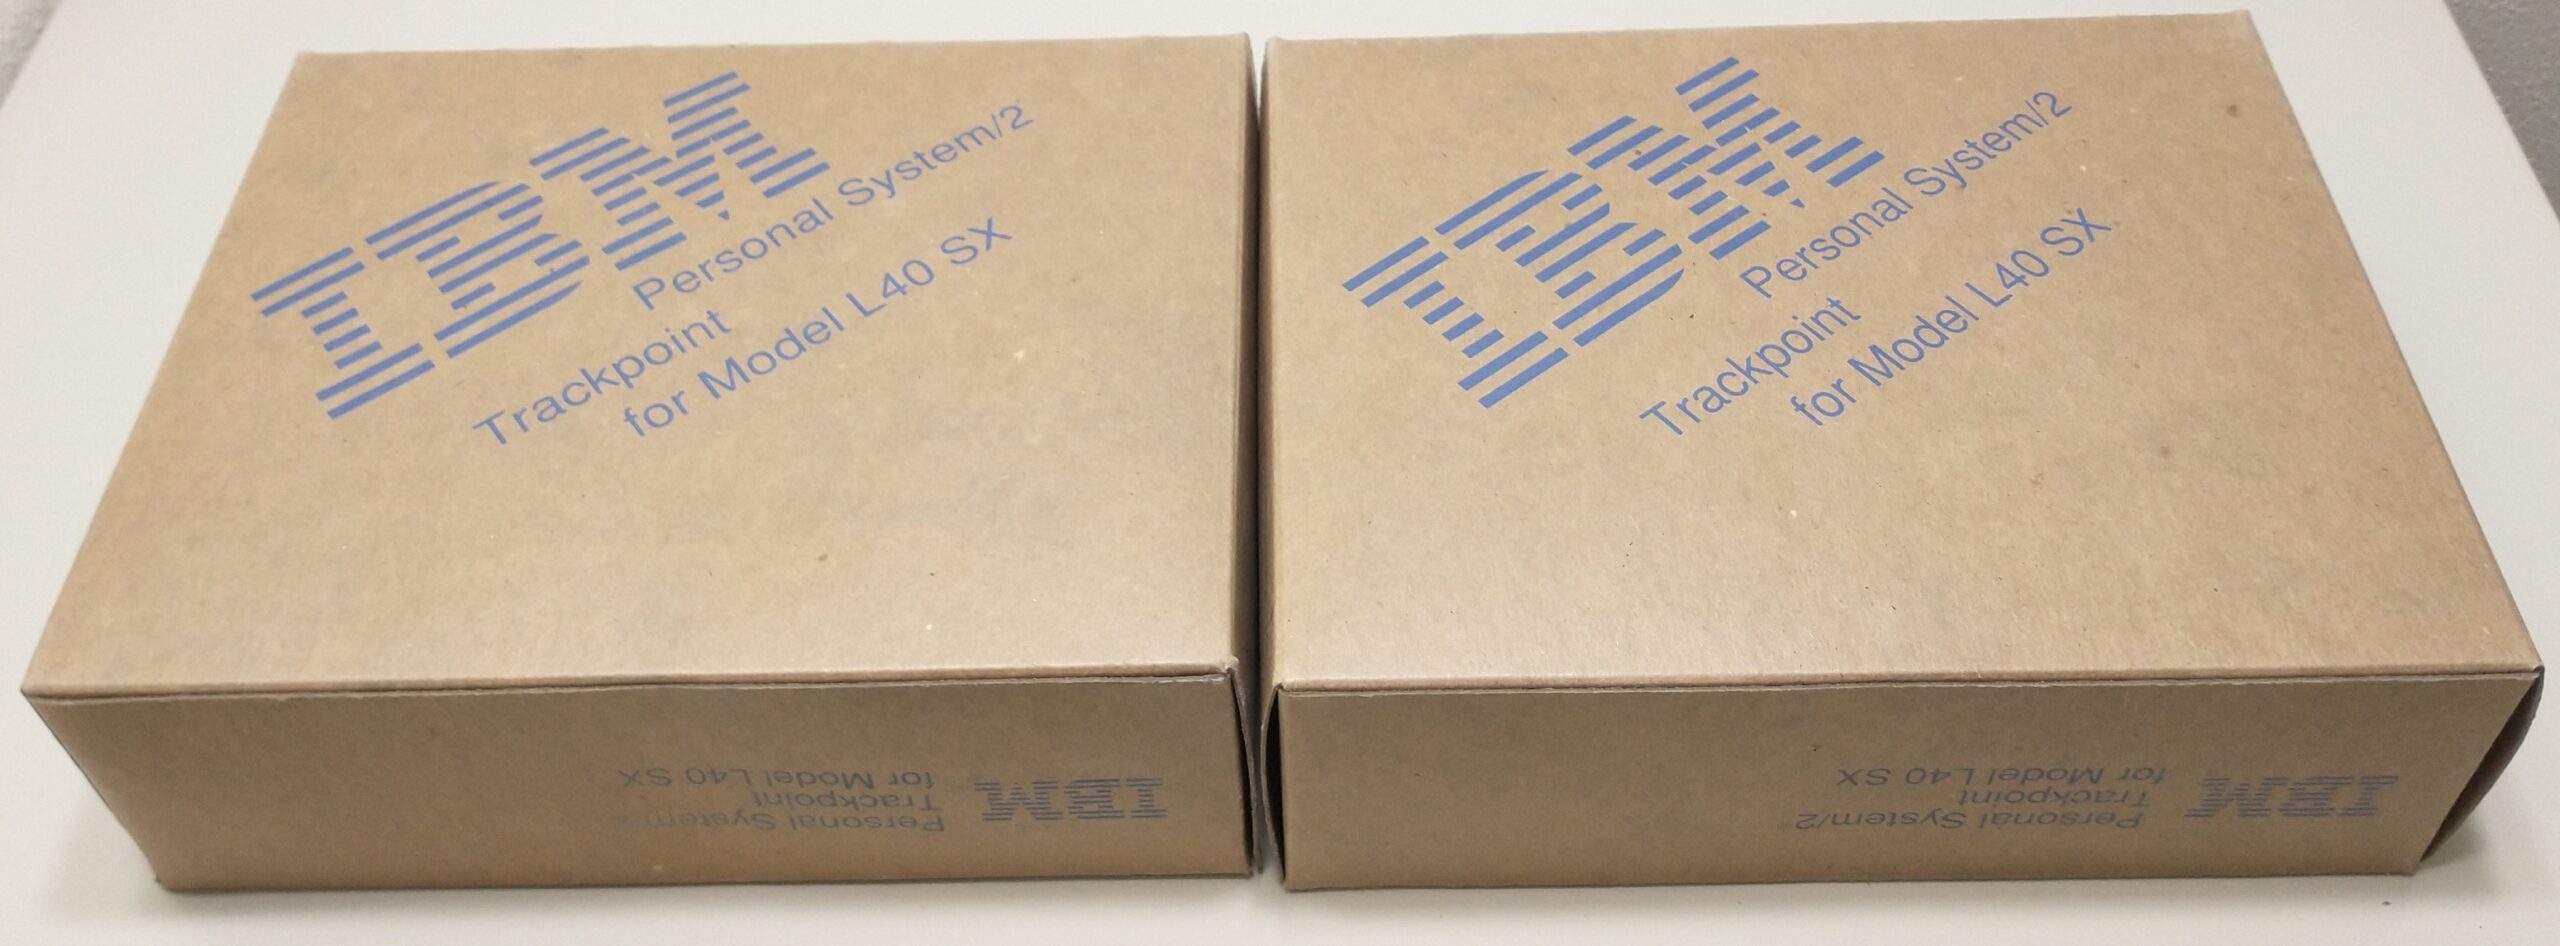 IBM
Personal System/2
Trackpoint
for Model L40 SX
IBM
Personal System/2
Trackpoint
for Model L40 SX
IBM
Personal System/2
Trackpoint
for Model L40 SX
IBM
Personal System/2
Trackpoint
for Model L40 SX